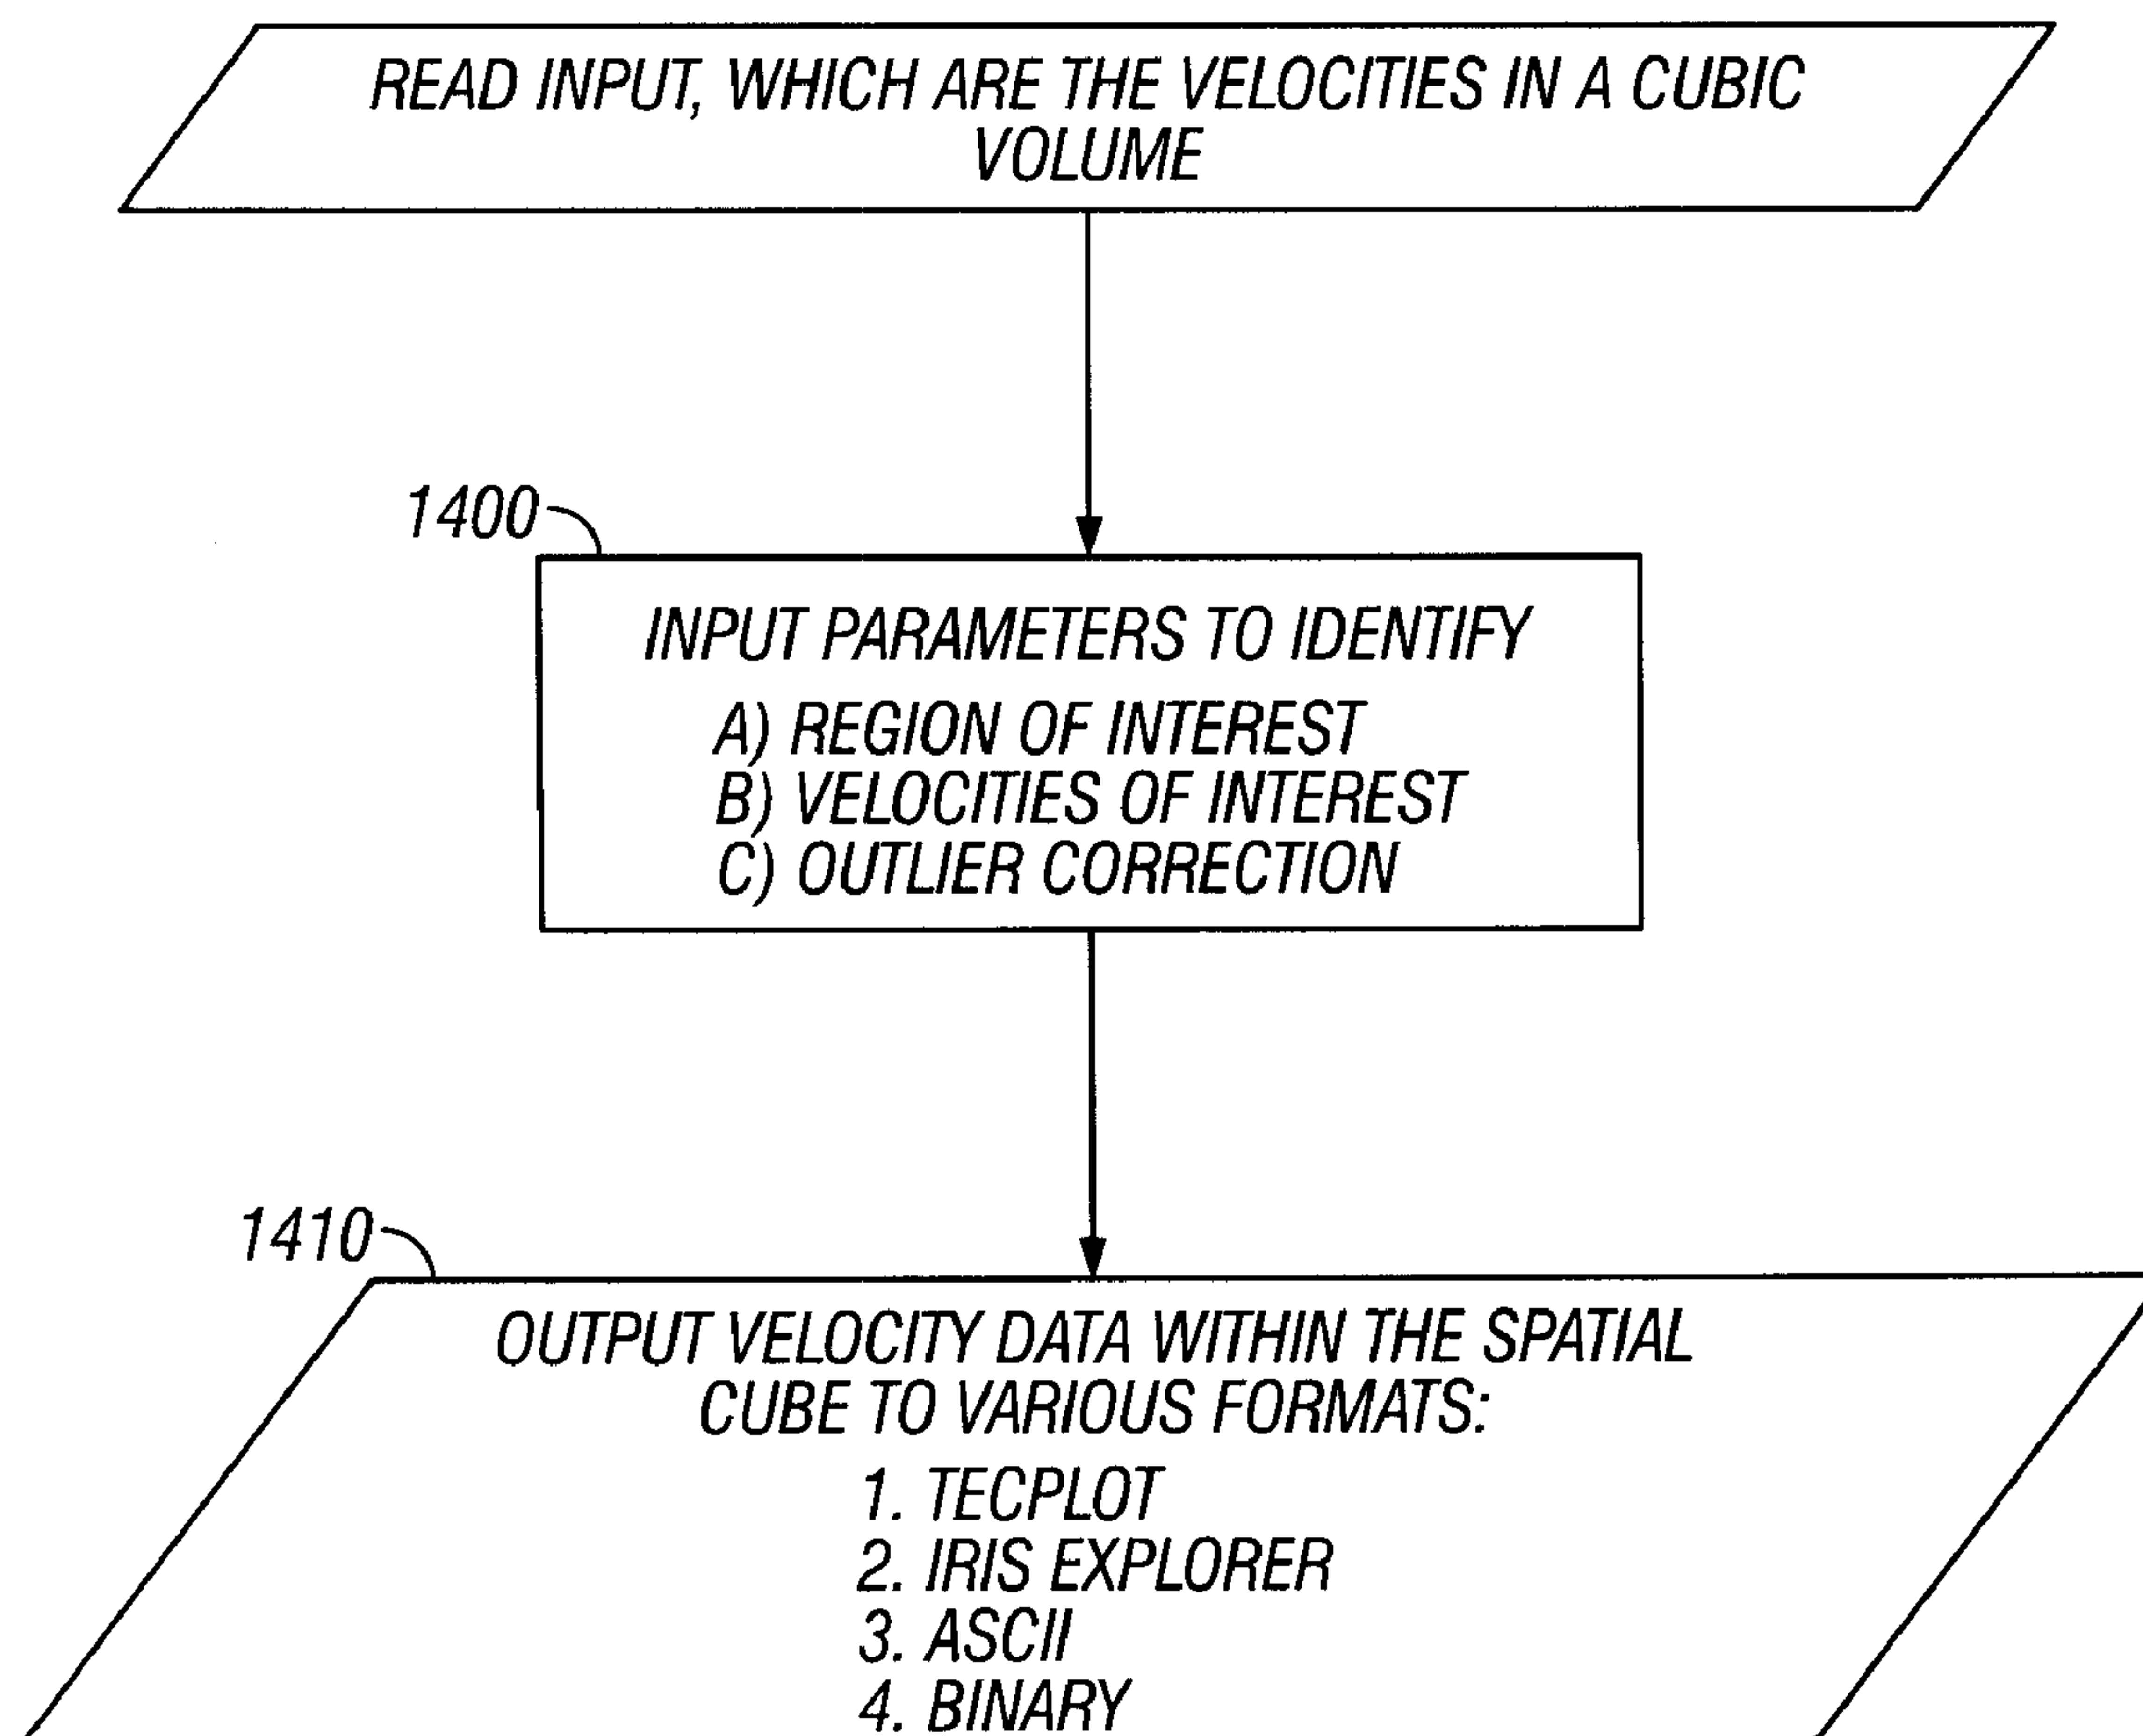 READ INPUT, WHICH ARE THE VELOCITIES IN A CUBIC
VOLUME
1400
INPUT PARAMETERS TO IDENTIFY
A) REGION OF INTEREST
B) VELOCITIES OF INTEREST
C) OUTLIER CORRECTION
1410
OUTPUT VELOCITY DATA WITHIN THE SPATIAL
CUBE TO VARIOUS FORMATS:
1. TECPLOT
2. IRIS EXPLORER
3. ASCII
4. BINARY